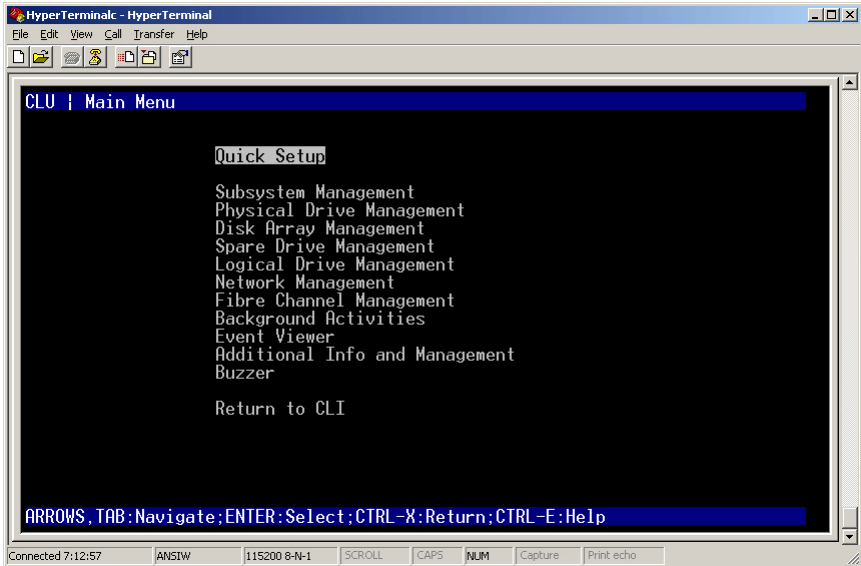 HyperTerminalc - HyperTerminal
File Edit View Call Transfer Help
CLU | Main Menu
Quick Setup
Subsystem Management
Physical Drive Management
Disk Array Management
Spare Drive Management
Logical Drive Management
Network Management
Fibre Channel Management
Background Activities
Event Viewer
Additional Info and Management
Buzzer
Return to CLI
ARROWS,TAB:Navigate;ENTER:Select;CTRL-X:Return;CTRL-E:Help
Connected 7:12:57 ANSIW 115200 8-N-1 SCROLL CAPS NUM Capture Print echo